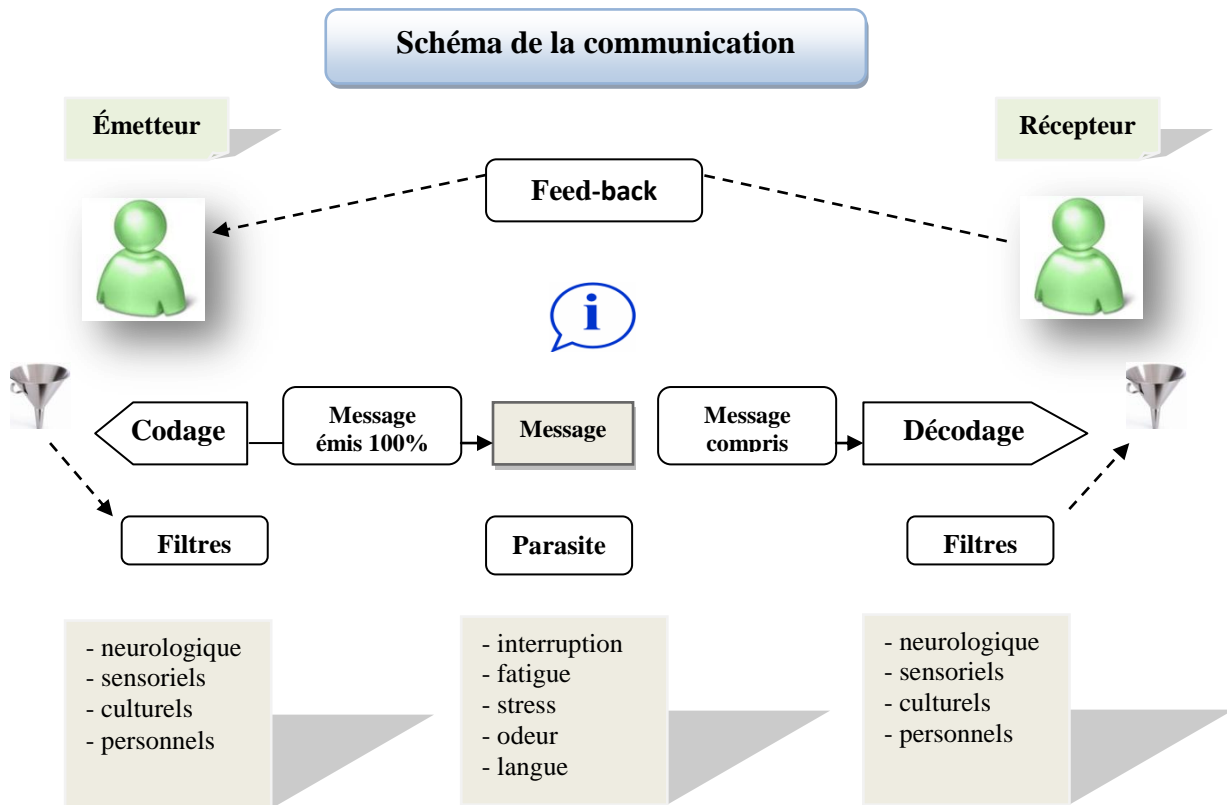 Schéma de la communication
Émetteur
Récepteur
Feed-back
i
Codage
Message
émis 100%
Message
Message
compris
Décodage
Filtres
Parasite
Filtres
- neurologique
- sensoriels
- culturels
- personnels
- interruption
- fatigue
- stress
- odeur
- langue
- neurologique
- sensoriels
- culturels
- personnels